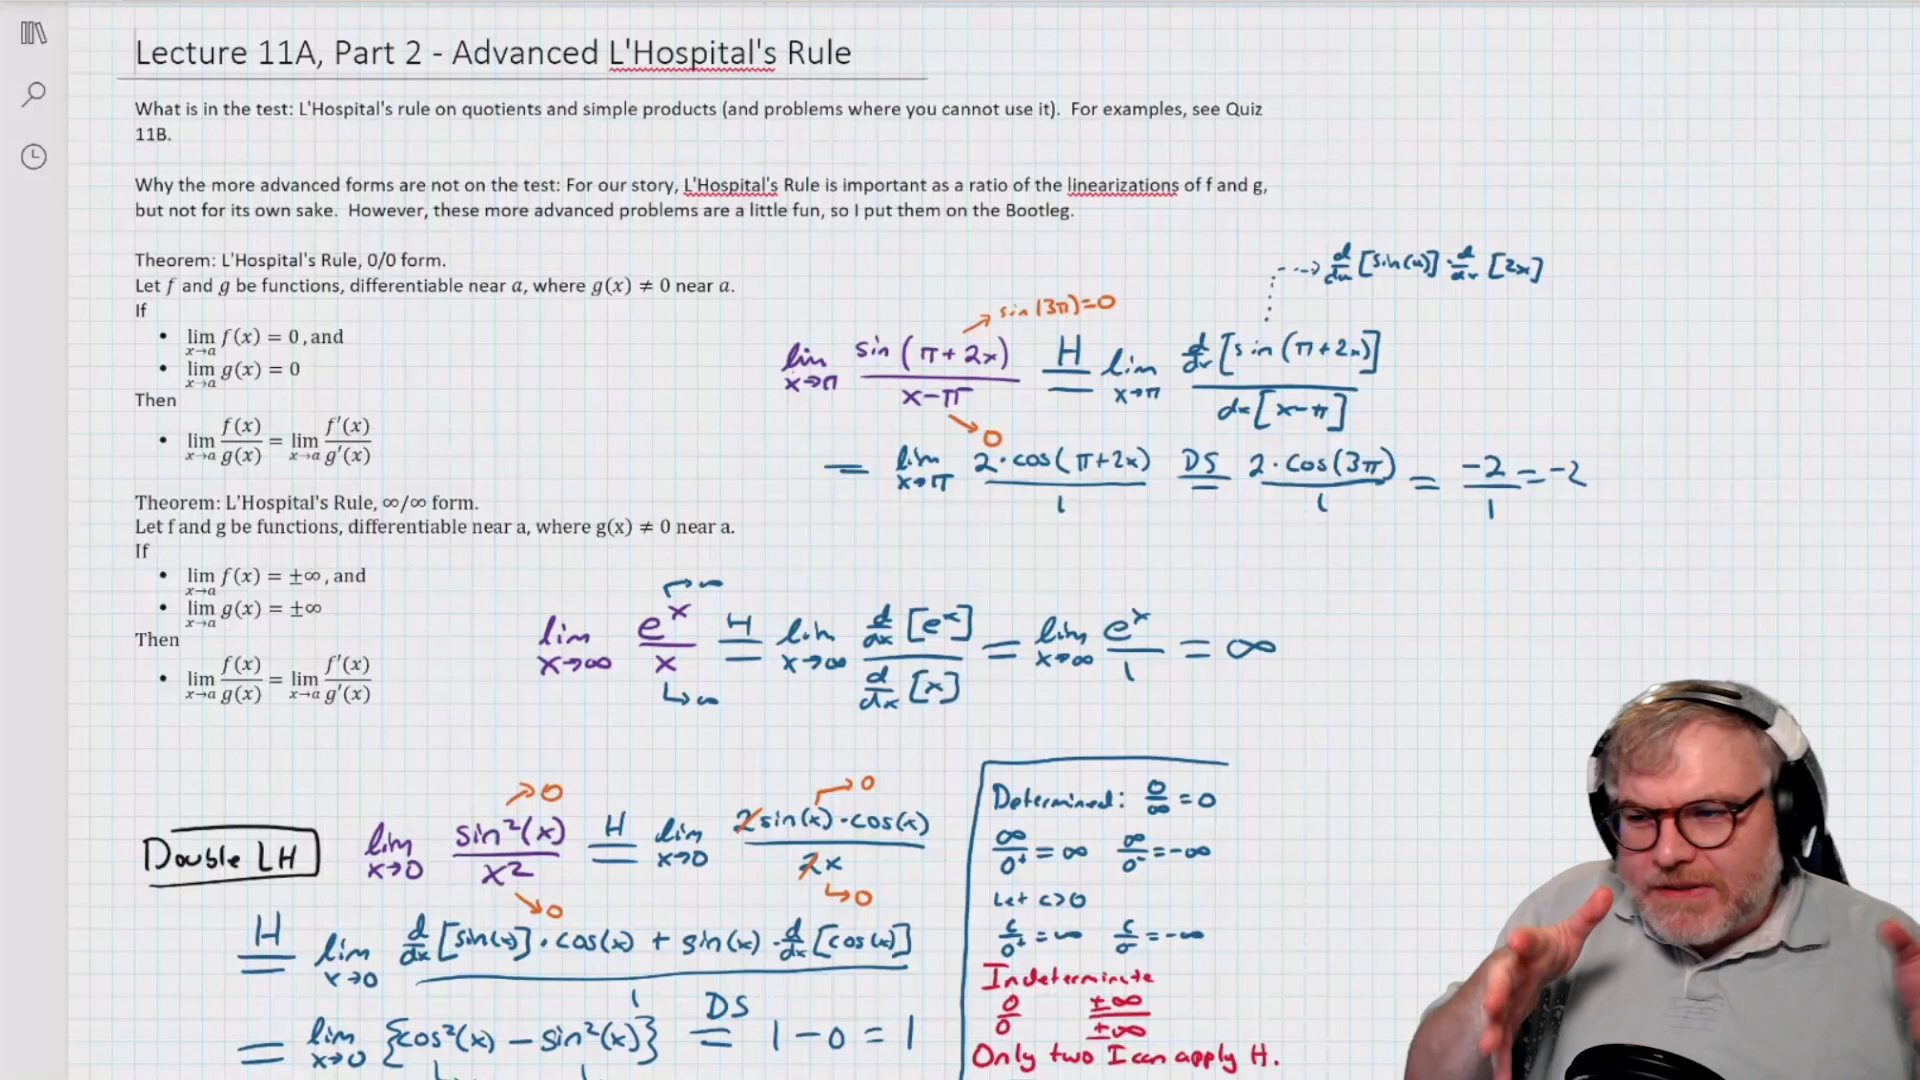 Lecture 11A, Part 2 - Advanced L'Hospital's Rule
What is in the test: L'Hospital's rule on quotients and simple products (and problems where you cannot use it).  For examples, see Quiz
11B.
Why the more advanced forms are not on the test: For our story, L'Hospital's Rule is important as a ratio of the linearizations of f and g,
but not for its own sake.  However, these more advanced problems are a little fun, so I put them on the Bootleg.
Theorem: L'Hospital's Rule, 0/0 form.
Let f and g be functions, differentiable near a, where g(x) ≠ 0 near a.
If
• lim x→a f(x) = 0, and
• lim x→a g(x) = 0
Then
• lim x→a f(x)/g(x) = lim x→a f'(x)/g'(x)
Theorem: L'Hospital's Rule, ∞/∞ form.
Let f and g be functions, differentiable near a, where g(x) ≠ 0 near a.
If
• lim x→a f(x) = ±∞, and
• lim x→a g(x) = ±∞
Then
• lim x→a f(x)/g(x) = lim x→a f'(x)/g'(x)
d/du [sin(u)] · d/dx [2x]
sin(3π)=0
lim x→π sin(π+2x)/(x-π) H= lim x→π d/dx[sin(π+2x)]/dx[x-π]
0
= lim x→π 2·cos(π+2x)/1 DS= 2·cos(3π)/1 = -2/1 = -2
→∞
lim x→∞ e^x/x H= lim x→∞ d/dx[e^x]/d/dx[x] = lim x→∞ e^x/1 = ∞
→∞
→0 →0
Double LH
lim x→0 sin²(x)/x² H= lim x→0 2sin(x)·cos(x)/2x
→0 →0
H= lim x→0 d/dx[sin(x)]·cos(x) + sin(x)·d/dx[cos(x)]/1
= lim x→0 {cos²(x) - sin²(x)} DS= 1-0 = 1
Determined: 0/∞ = 0
∞/0⁺ = ∞ ∞/0⁻ = -∞
Let c>0
c/0⁺ = ∞ c/0⁻ = -∞
Indeterminate
0/0 ±∞/±∞
Only two I can apply H.